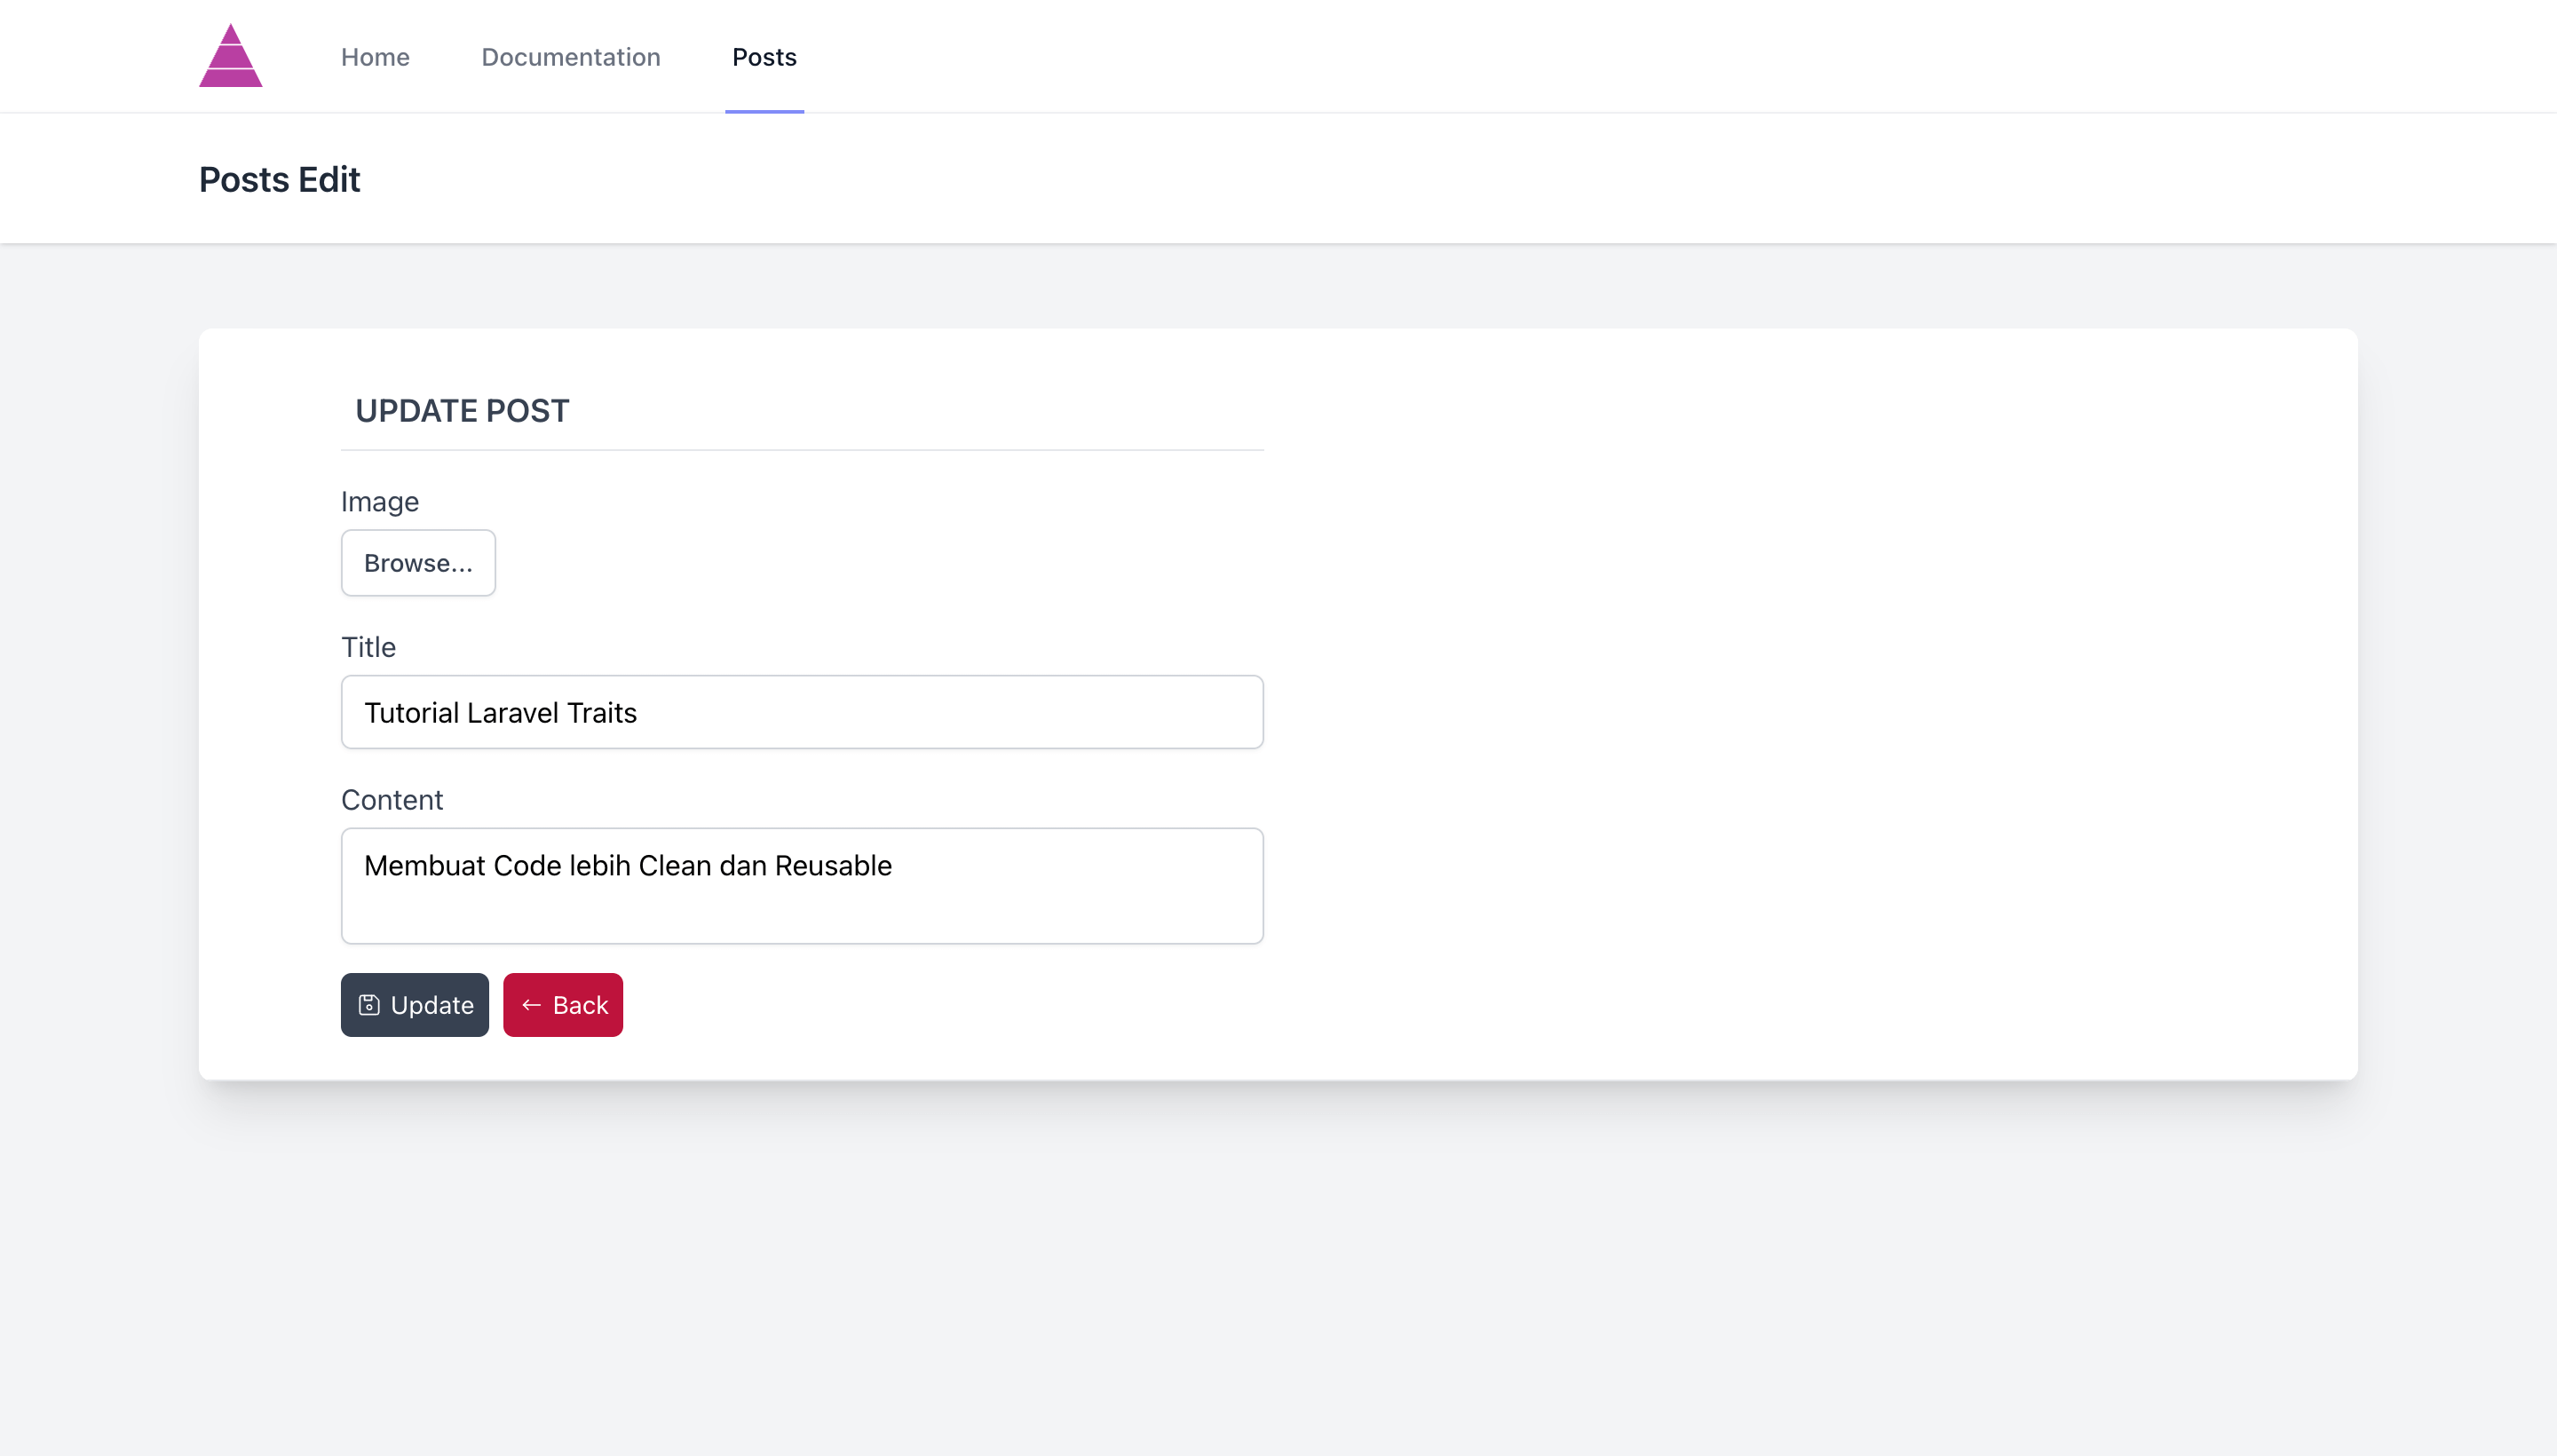 Home Documentation Posts
Posts Edit
UPDATE POST
Image
Browse...
Title
Tutorial Laravel Traits
Content
Membuat Code lebih Clean dan Reusable
Update Back